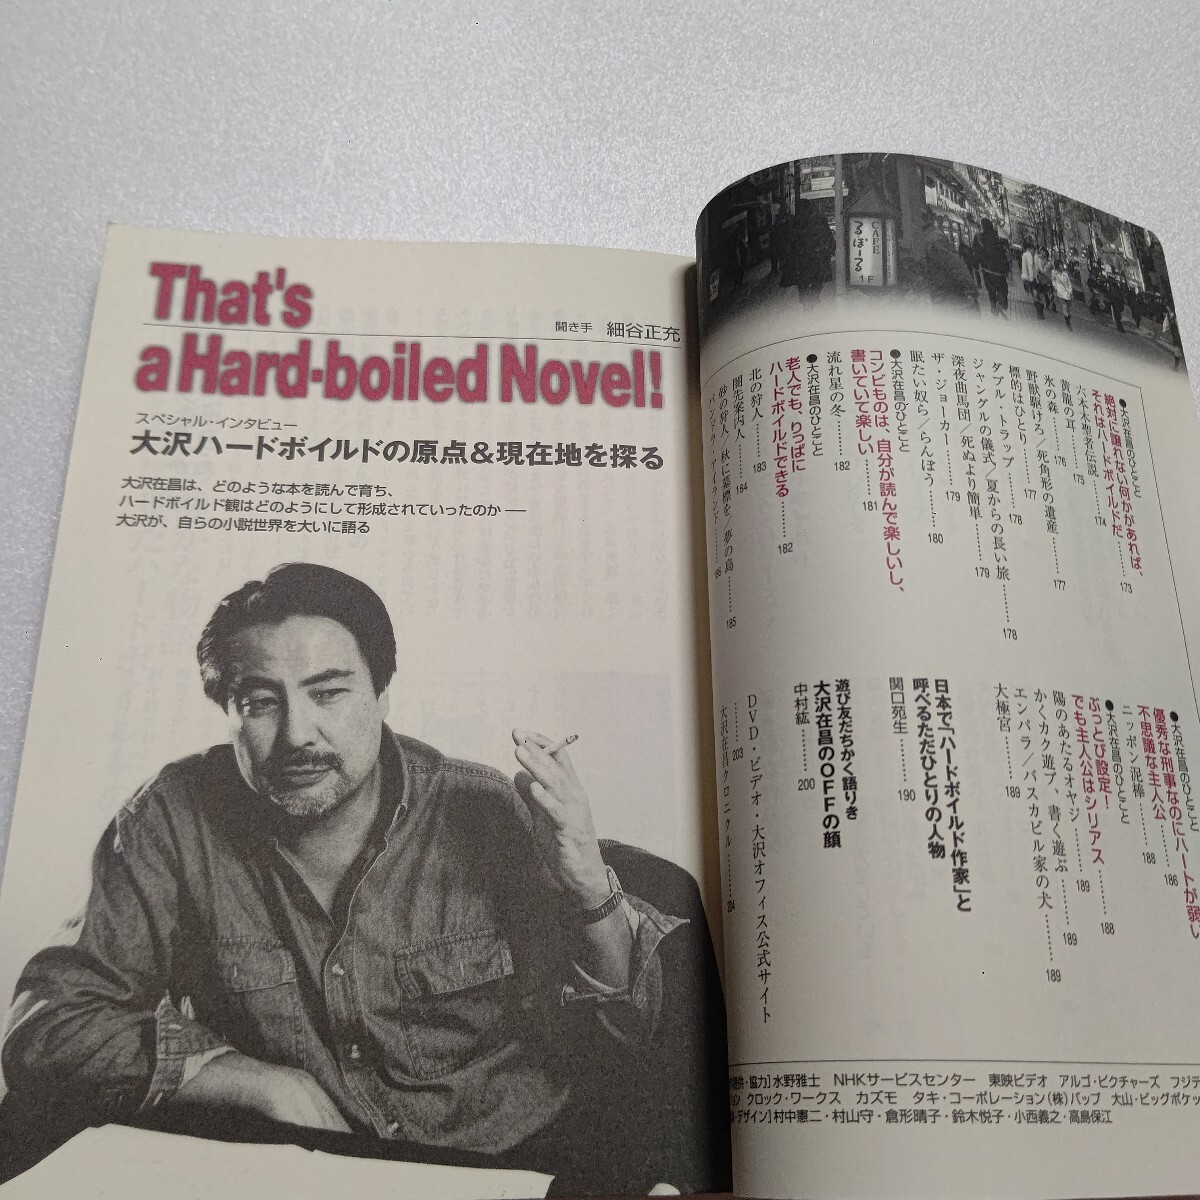 That's
聞き手 細谷正充
a Hard-boiled Novel!
スペシャル・インタビュー
大沢ハードボイルドの原点&現在地を探る
大沢在昌は、どのような本を読んで育ち、
ハードボイルド観はどのようにして形成されていったのか──
大沢が、自らの小説世界を大いに語る
CAFE
るぽーる
1F
●大沢在昌のひとこと
絶対に譲れない何かがあれば、
それはハードボイルドだ………173
六本木聖者伝説………174
黄龍の耳………175
氷の森………176
野獣駆けろ/死角形の遺産………177
標的はひとり………177
ダブル・トラップ………178
ジャングルの儀式/夏からの長い旅………178
深夜曲馬団/死ぬより簡単………179
ザ・ジョーカー………179
眠たい奴ら/らんぼう………180
●大沢在昌のひとこと
コンビものは、自分が読んで楽しいし、
書いていて楽しい………181
流れ星の冬………182
●大沢在昌のひとこと
老人でも、りっぱに
ハードボイルドできる………182
北の狩人………183
闇先案内人………184
砂の狩人/秋に墓標を/夢の島………185
パンドラ・アイランド
●大沢在昌のひとこと
優秀な刑事なのにハートが弱い
不思議な主人公………186
ニッポン泥棒………188
●大沢在昌のひとこと
ぶっとび設定!
でも主人公はシリアス………188
陽のあたるオヤジ………189
かくカク遊ブ、書く遊ぶ………189
エンパラ/バスカビル家の犬………189
大極宮………189
日本で「ハードボイルド作家」と
呼べるただひとりの人物
関口苑生………190
遊び友だちかく語りき
大沢在昌のOFFの顔
中村紘………200
DVD・ビデオ・大沢オフィス公式サイト
………203
大沢在昌クロニクル………204
協力]水野雅士 NHKサービスセンター 東映ビデオ アルゴ・ピクチャーズ フジテ
ション クロック・ワークス カズモ タキ・コーポレーション(株)バップ 大山・ビッグポケッ
デザイン]村中憲二・村山守・倉形晴子・鈴木悦子・小西義之・高島保江